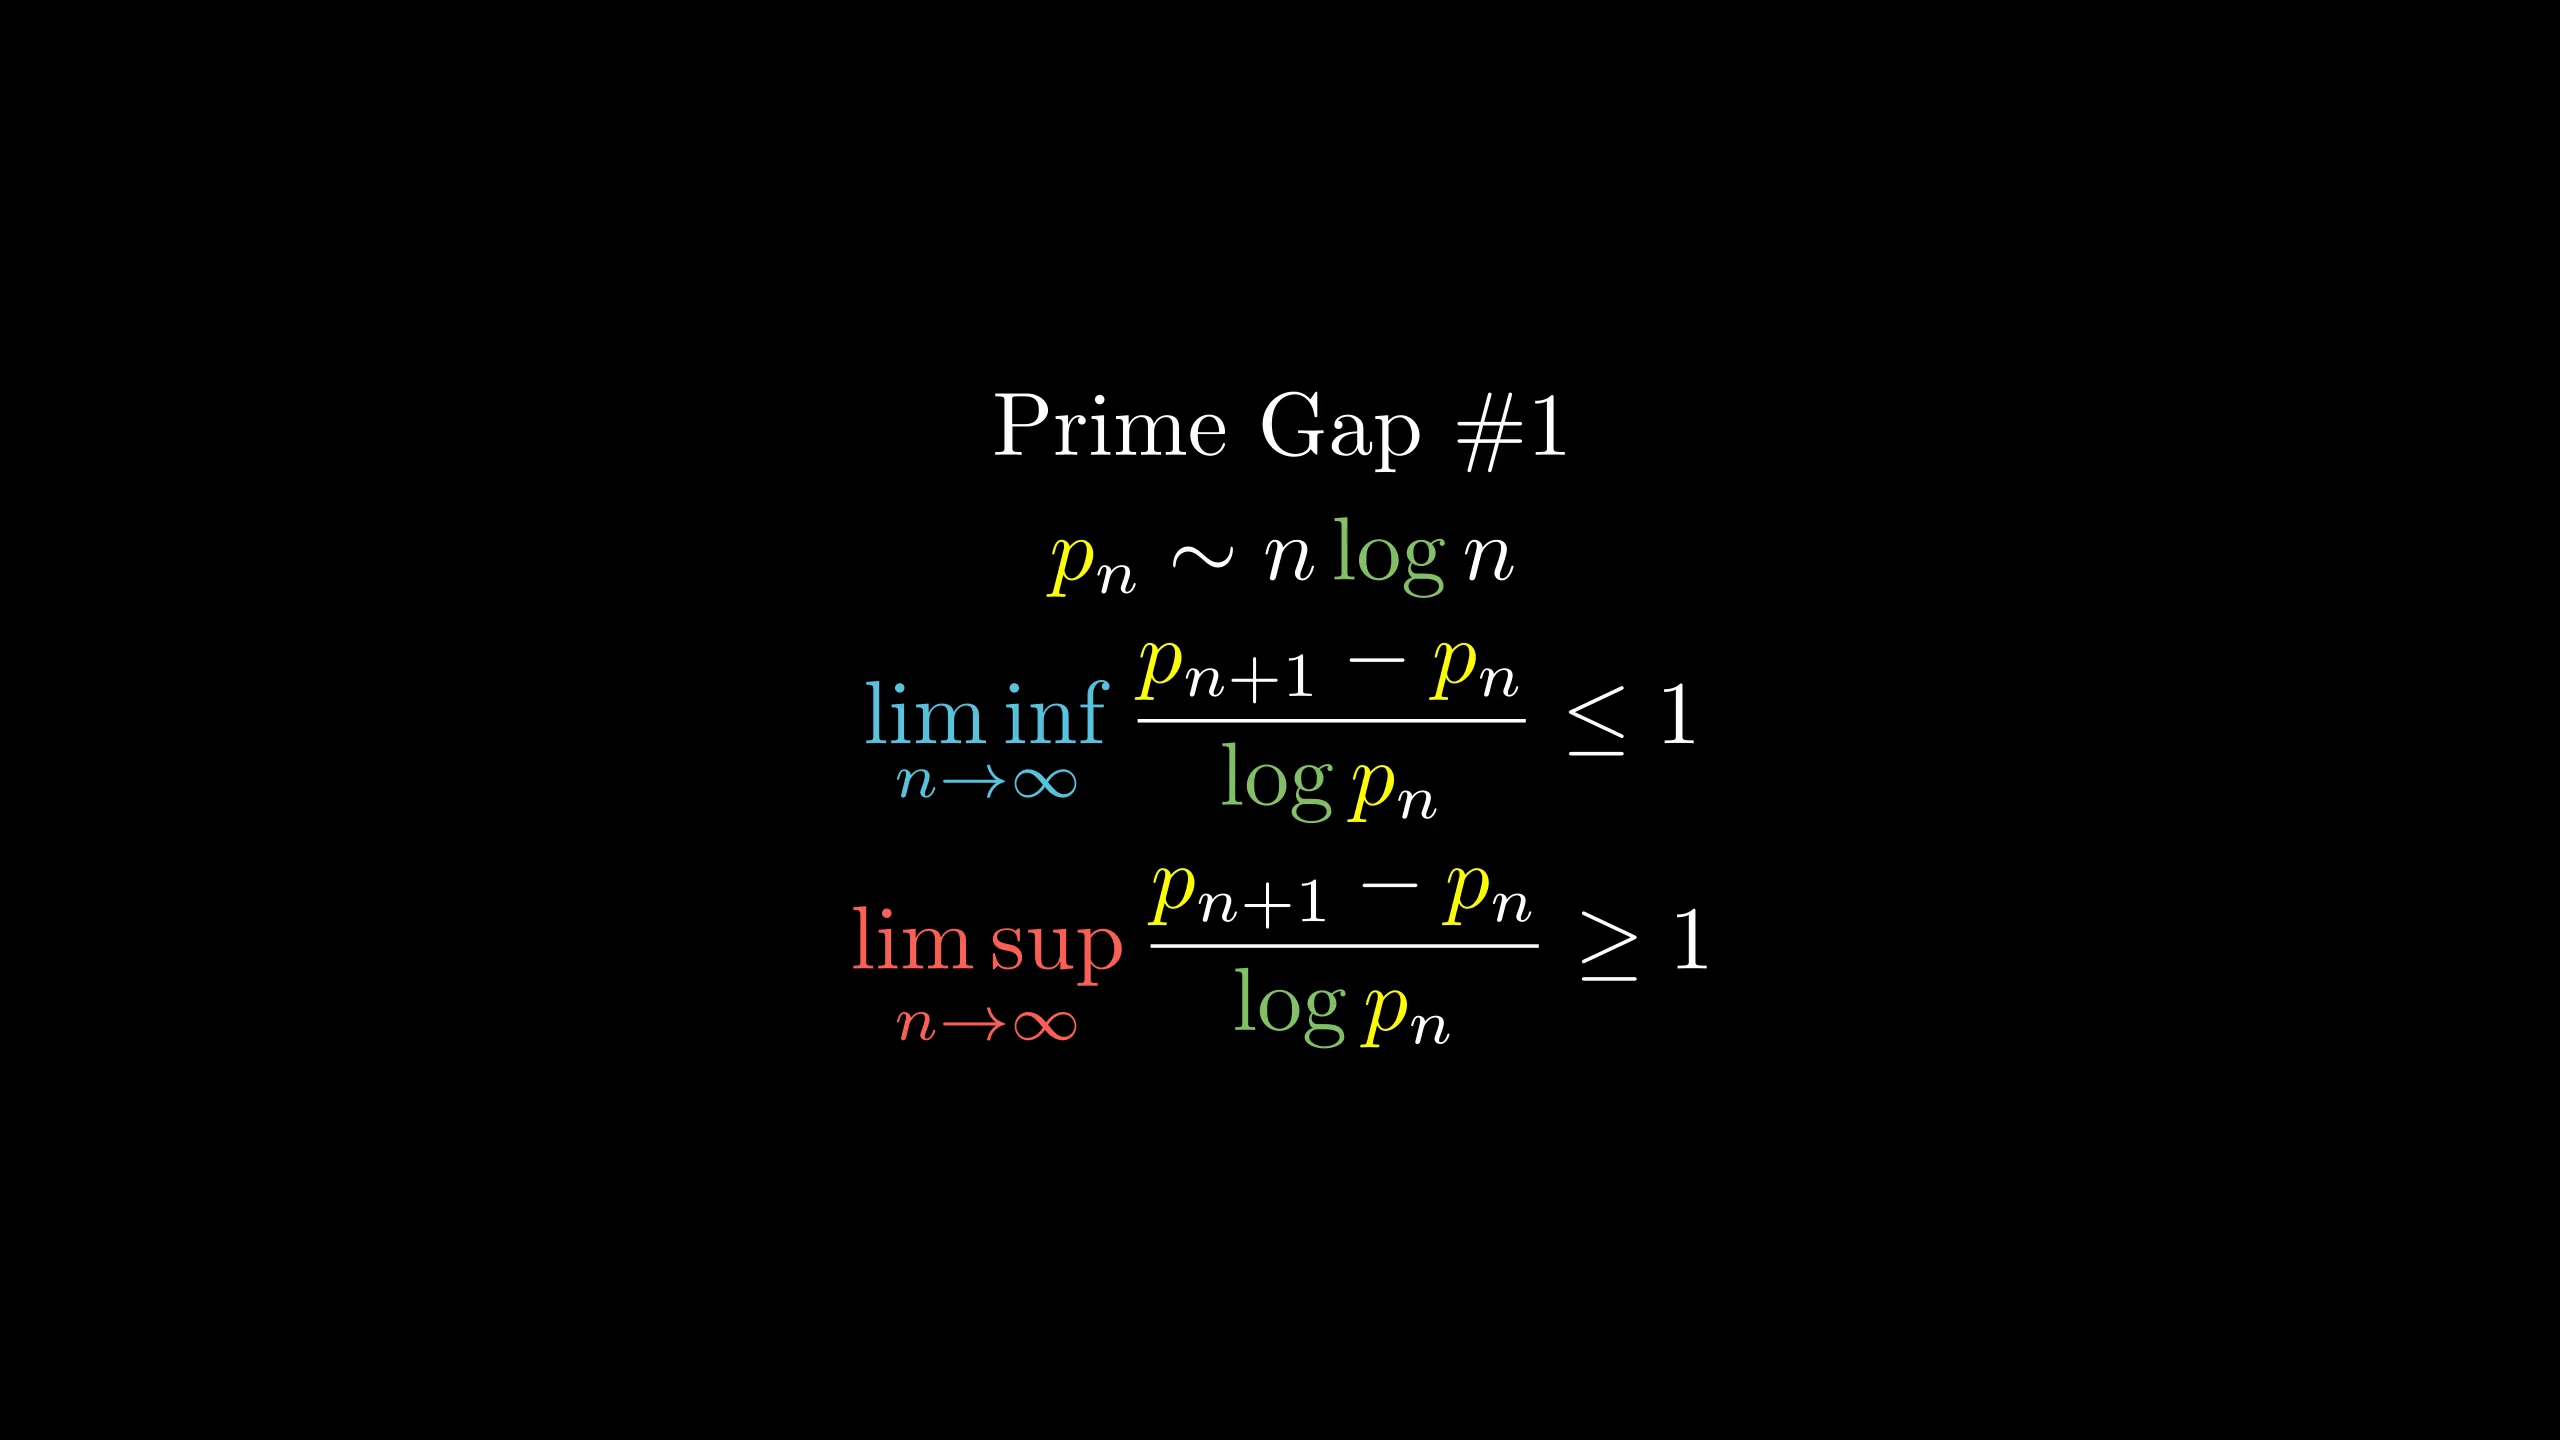 Prime Gap #1
$p_n \sim n \log n$
$\liminf_{n \to \infty} \frac{p_{n+1} - p_n}{\log p_n} \leq 1$
$\limsup_{n \to \infty} \frac{p_{n+1} - p_n}{\log p_n} \geq 1$